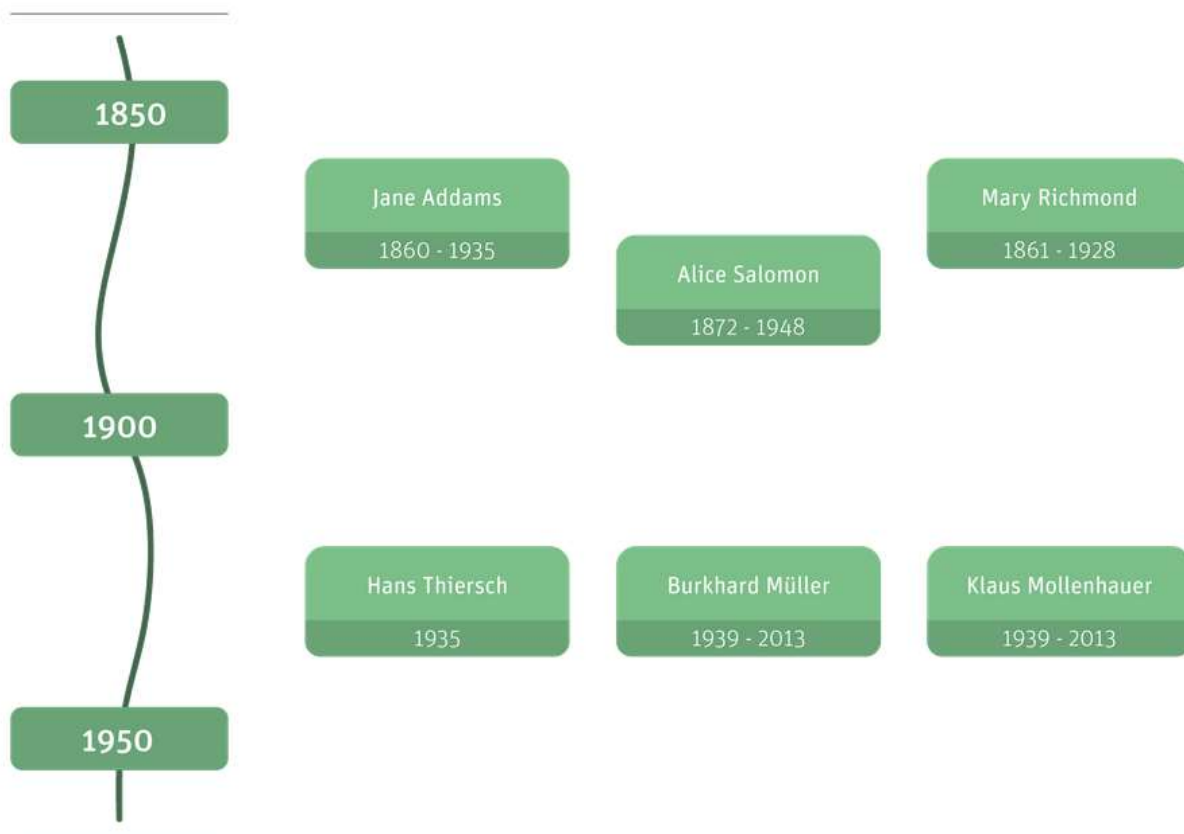 1850
Jane Addams
1860 - 1935
Mary Richmond
1861 - 1928
Alice Salomon
1872 - 1948
1900
Hans Thiersch
1935
Burkhard Müller
1939 - 2013
Klaus Mollenhauer
1939 - 2013
1950